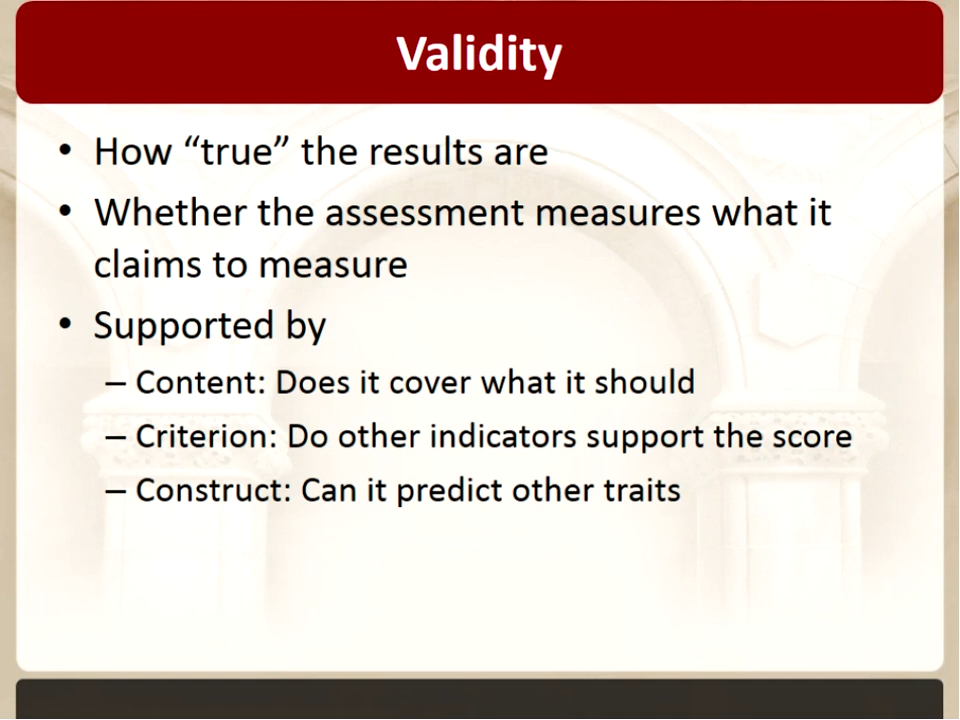 Validity
• How “true” the results are
• Whether the assessment measures what it
claims to measure
• Supported by
– Content: Does it cover what it should
– Criterion: Do other indicators support the score
– Construct: Can it predict other traits